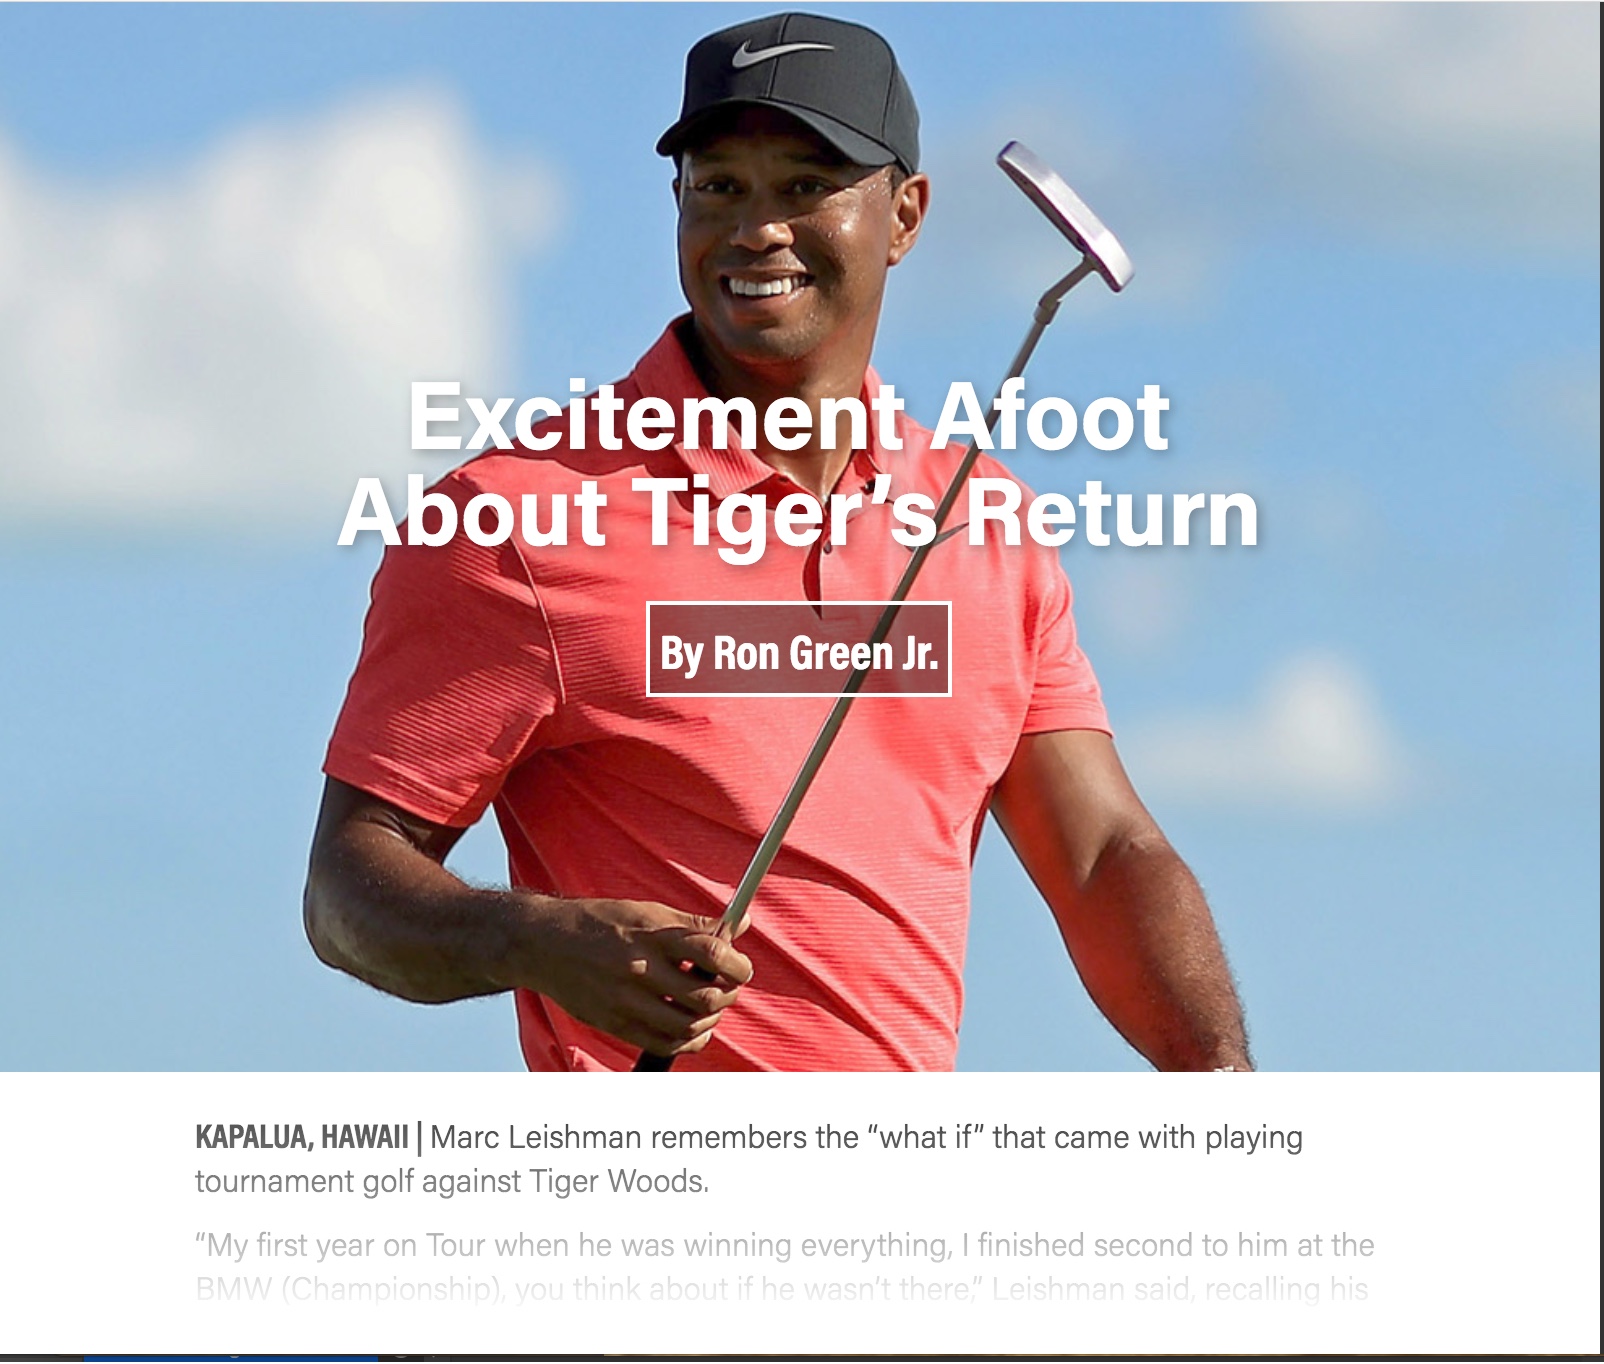 Excitement Afoot
About Tiger’s Return
By Ron Green Jr.
KAPALUA, HAWAII | Marc Leishman remembers the “what if” that came with playing
tournament golf against Tiger Woods.
“My first year on Tour when he was winning everything, I finished second to him at the
BMW (Championship), you think about if he wasn’t there,” Leishman said, recalling his